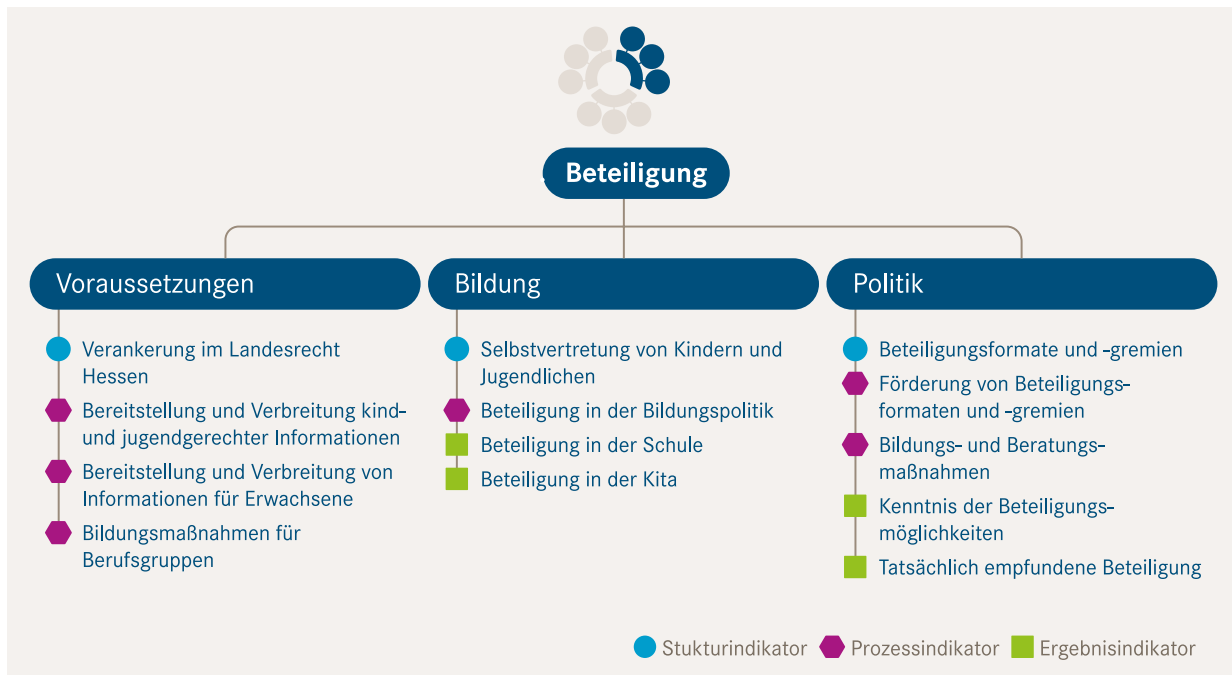 Beteiligung
Voraussetzungen
Verankerung im Landesrecht
Hessen
Bereitstellung und Verbreitung kind-
und jugendgerechter Informationen
Bereitstellung und Verbreitung von
Informationen für Erwachsene
Bildungsmaßnahmen für
Berufsgruppen
Bildung
Selbstvertretung von Kindern und
Jugendlichen
Beteiligung in der Bildungspolitik
Beteiligung in der Schule
Beteiligung in der Kita
Politik
Beteiligungsformate und -gremien
Förderung von Beteiligungs-
formaten und -gremien
Bildungs- und Beratungs-
maßnahmen
Kenntnis der Beteiligungs-
möglichkeiten
Tatsächlich empfundene Beteiligung
Stukturindikator Prozessindikator Ergebnisindikator